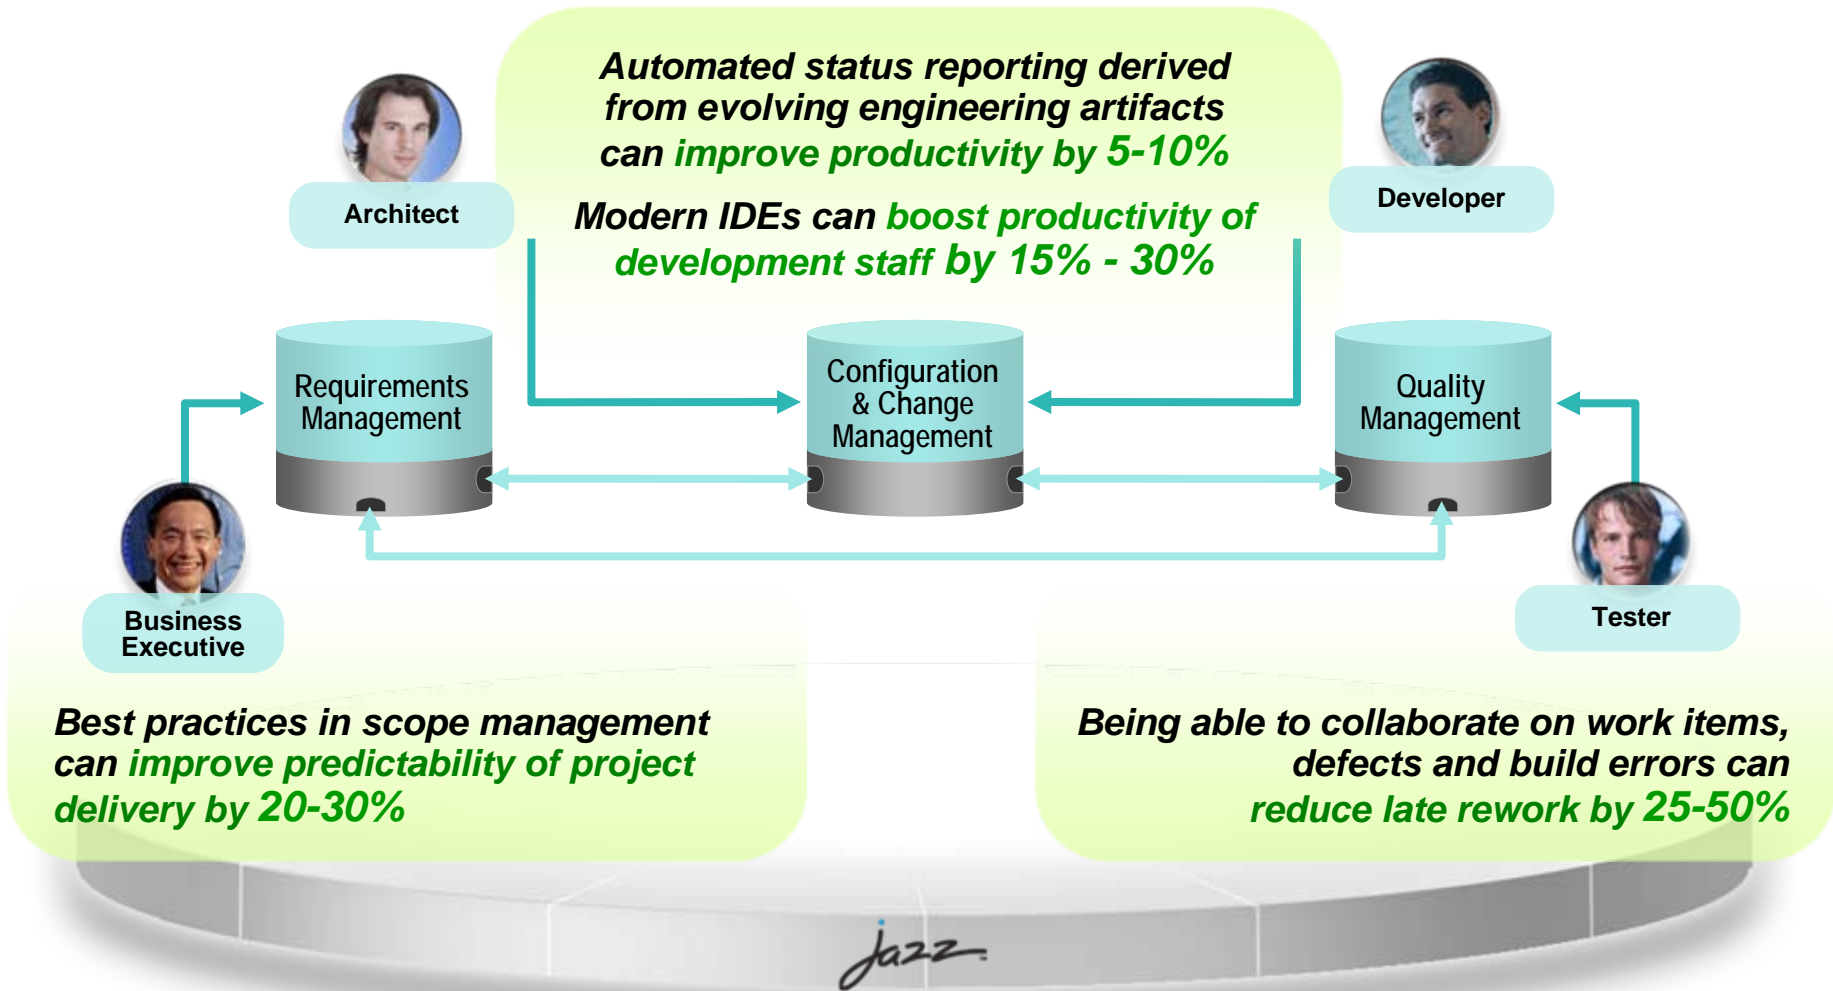 Automated status reporting derived
from evolving engineering artifacts
can improve productivity by 5-10%
Modern IDEs can boost productivity of
development staff by 15% - 30%
Architect
Developer
Requirements
Management
Configuration
& Change
Management
Quality
Management
Business
Executive
Tester
Best practices in scope management
can improve predictability of project
delivery by 20-30%
Being able to collaborate on work items,
defects and build errors can
reduce late rework by 25-50%
jazz